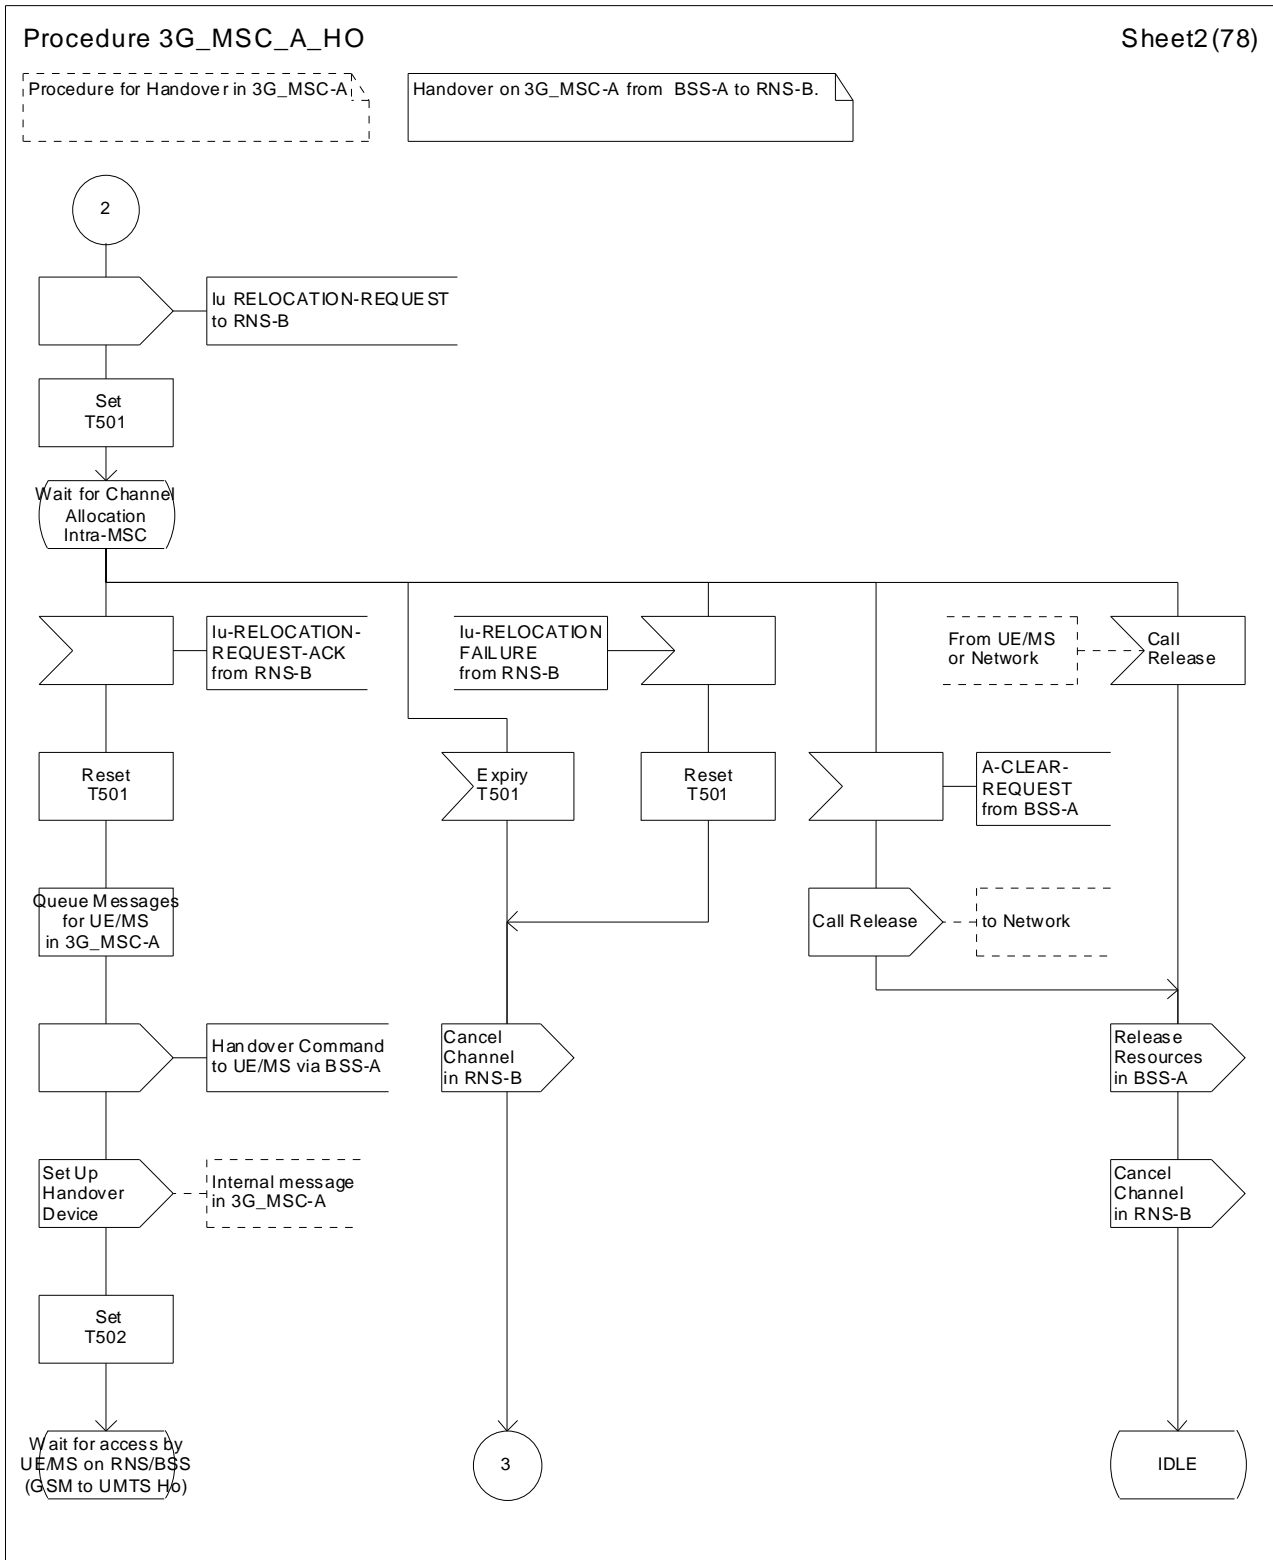 Procedure 3G_MSC_A_HO
Sheet2(78)
Procedure for Handover in 3G_MSC-A
Handover on 3G_MSC-A from BSS-A to RNS-B.
2
Iu RELOCATION-REQUEST
to RNS-B
Set
T501
Wait for Channel
Allocation
Intra-MSC
Iu-RELOCATION-
REQUEST-ACK
from RNS-B
Iu-RELOCATION
FAILURE
from RNS-B
From UE/MS
or Network
Call
Release
Reset
T501
Expiry
T501
Reset
T501
A-CLEAR-
REQUEST
from BSS-A
Queue Messages
for UE/MS
in 3G_MSC-A
Call Release
to Network
Handover Command
to UE/MS via BSS-A
Cancel
Channel
in RNS-B
Release
Resources
in BSS-A
Set Up
Handover
Device
Internal message
in 3G_MSC-A
Cancel
Channel
in RNS-B
Set
T502
Wait for access by
UE/MS on RNS/BSS
(GSM to UMTS Ho)
3
IDLE